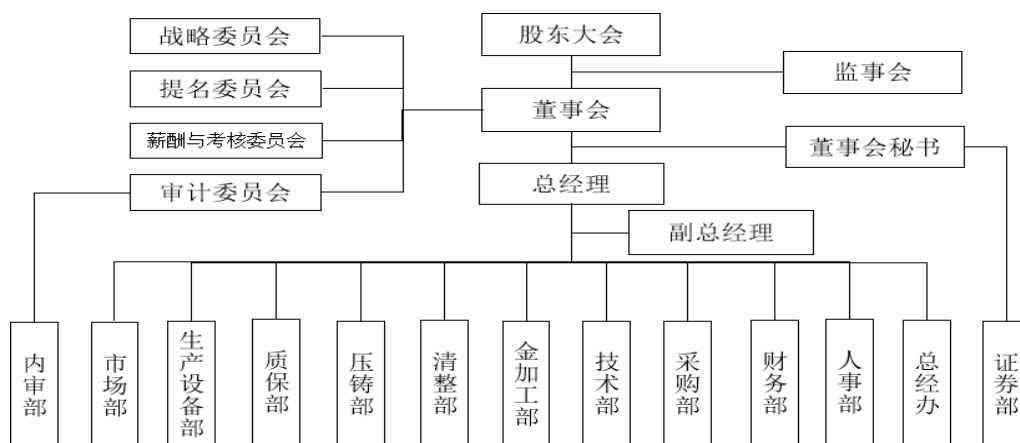 战略委员会
股东大会
监事会
提名委员会
董事会
薪酬与考核委员会
董事会秘书
审计委员会
总经理
副总经理
内审部
市场部
生产设备部
质保部
压铸部
清整部
金加工部
技术部
采购部
财务部
人事部
总经办
证券部